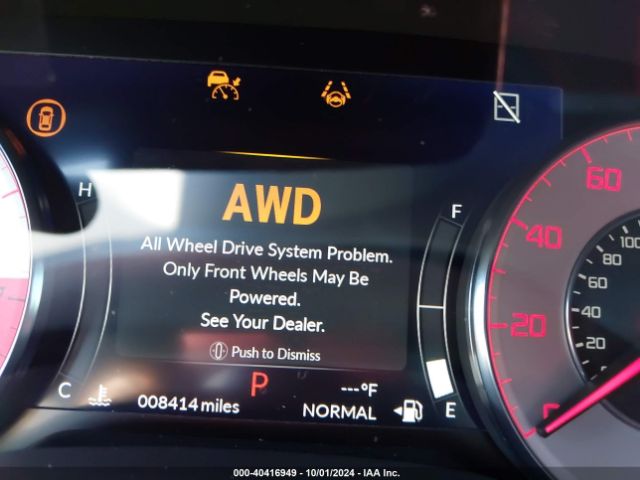 H
F
60
AWD
40
100
80
All Wheel Drive System Problem.
Only Front Wheels May Be
Powered.
60
See Your Dealer.
40
20
Push to Dismiss
20
C
P
---°F
E
008414 miles
NORMAL
000-40416949 - 10/01/2024 - IAA Inc.